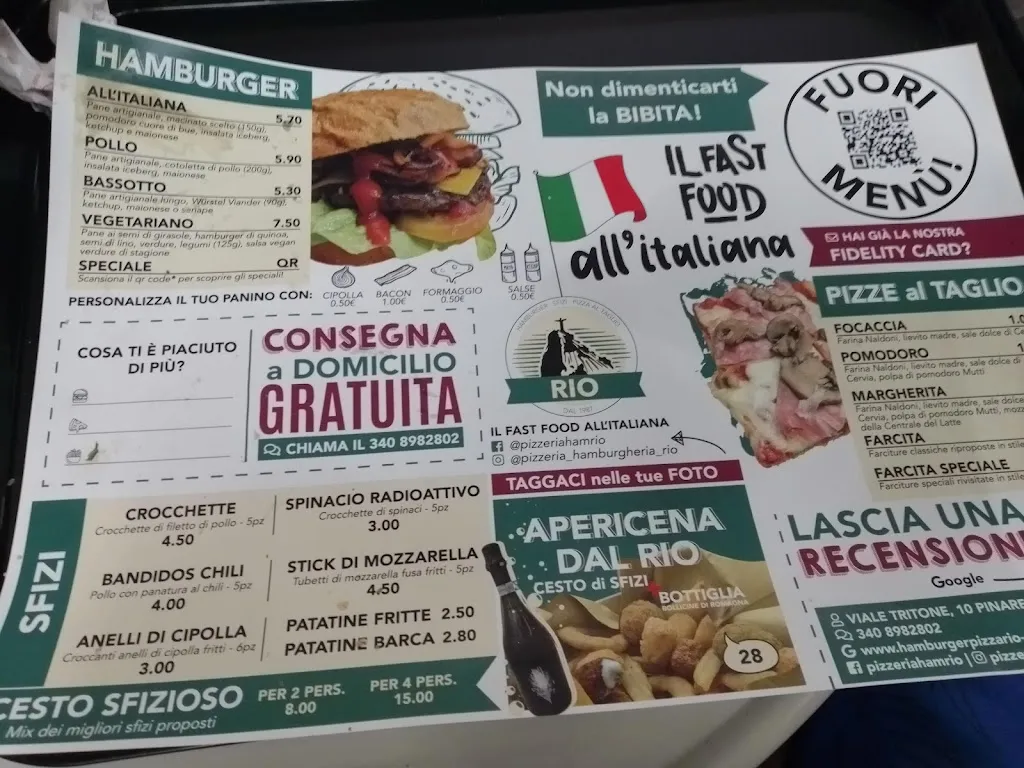 HAMBURGER
ALL'ITALIANA 5.70
Pane artigianale, macinato scelto (150g),
pomodoro cuore di bue, insalata iceberg,
ketchup e maionese
POLLO 5.90
Pane artigianale, cotoletta di pollo (200g),
insalata iceberg, maionese
BASSOTTO 5.30
Pane artigianale lungo, Würstel Viander (90g),
ketchup, maionese o senape
VEGETARIANO 7.50
Pane ai semi di girasole, hamburger di quinoa,
semi di lino, verdure, legumi (125g), salsa vegan
verdure di stagione
SPECIALE QR
Scansiona il qr code* per scoprire gli speciali!
PERSONALIZZA IL TUO PANINO CON:
CIPOLLA
0.50€
BACON
1.00€
FORMAGGIO
0.50€
SALSE
0.50€
Non dimenticarti
la BIBITA!
IL FAST
FOOD
all'italiana
FUORI
MENÙ!
HAI GIÀ LA NOSTRA
FIDELITY CARD?
COSA TI È PIACIUTO
DI PIÙ?
CONSEGNA
a DOMICILIO
GRATUITA
CHIAMA IL 340 8982802
RIO
DAL 1987
IL FAST FOOD ALL'ITALIANA
@pizzeriahamrio
@pizzeria_hamburgheria_rio
TAGGACI nelle tue FOTO
PIZZE al TAGLIO
FOCACCIA 1.
Farina Naldoni, lievito madre, sale dolce di
POMODORO
Farina Naldoni, lievito madre, sale dolce di
Cervia, polpa di pomodoro Mutti
MARGHERITA
Farina Naldoni, lievito madre, sale dolce
Cervia, polpa di pomodoro Mutti,
della Centrale del Latte
FARCITA
Farciture classiche riproposte in
FARCITA SPECIALE
Farciture speciali rivisitate in
SFIZI
CROCCHETTE
Crocchette di filetto di pollo - 5pz
4.50
BANDIDOS CHILI
Pollo con panatura al chili - 5pz
4.00
ANELLI DI CIPOLLA
Croccanti anelli di cipolla fritti - 6pz
3.00
SPINACIO RADIOATTIVO
Crocchette di spinaci - 5pz
3.00
STICK DI MOZZARELLA
Tubetti di mozzarella fusa fritti - 5pz
4.50
PATATINE FRITTE 2.50
PATATINE BARCA 2.80
CESTO SFIZIOSO
Mix dei migliori sfizi proposti
PER 2 PERS.
8.00
PER 4 PERS.
15.00
APERICENA
DAL RIO
CESTO di SFIZI
+BOTTIGLIA
BOLLICINE DI ROMAGNA
28
LASCIA UNA
RECENSION
Google
VIALE TRITONE, 10
340 8982802
www.hamburgerpizzario
pizzeriahamrio